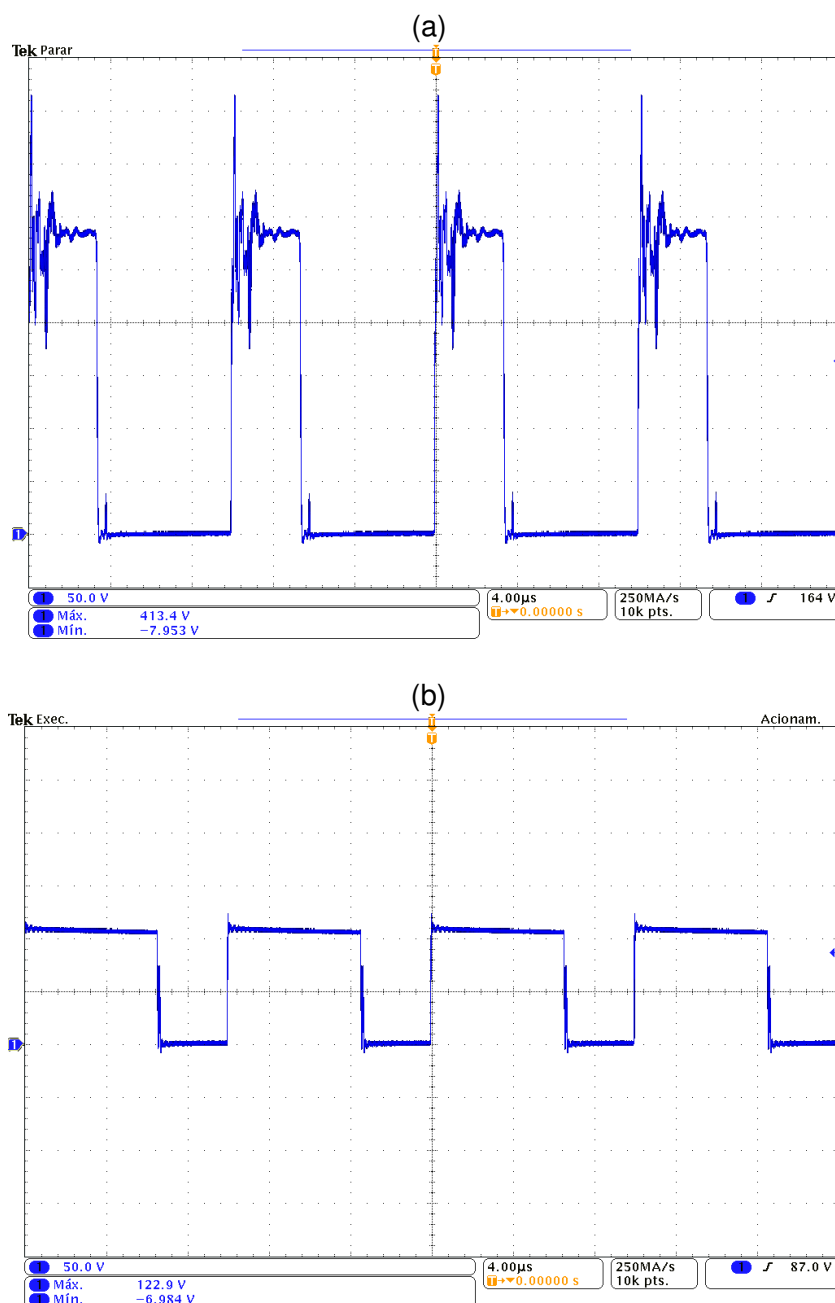 (a)
Tek Parar
T
T
1
1 50.0 V
1 Máx. 413.4 V
1 Mín. −7.953 V
4.00µs
T→▼0.00000 s
250MA/s
10k pts.
1 ∫ 164 V
(b)
Tek Exec. Acionam.
T
T
1
1 50.0 V
1 Máx 122.9 V
1 Mín. −6.984 V
4.00µs
T→▼0.00000 s
250MA/s
10k pts.
1 ∫ 87.0 V